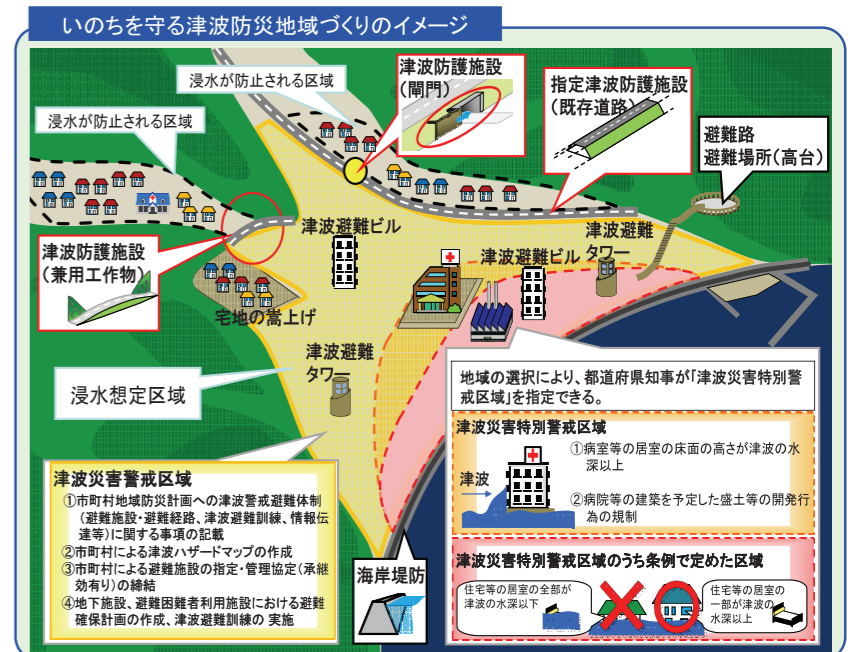 いのちを守る津波防災地域づくりのイメージ
浸水が防止される区域
浸水が防止される区域
津波防護施設
（閘門）
指定津波防護施設
（既存道路）
避難路
避難場所（高台）
津波防護施設
（兼用工作物）
津波避難ビル
津波避難ビル
津波避難
タワー
宅地の嵩上げ
津波避難
タワー
浸水想定区域
地域の選択により、都道府県知事が「津波災害特別警
戒区域」を指定できる。
津波災害特別警戒区域
①病室等の居室の床面の高さが津波の水
深以上
津波
②病院等の建築を予定した盛土等の開発行
為の規制
津波災害特別警戒区域のうち条例で定めた区域
住宅等の居室の全部が
津波の水深以下
住宅等の居室の
一部が津波の
水深以上
津波災害警戒区域
①市町村地域防災計画への津波警戒避難体制
（避難施設・避難経路、津波避難訓練、情報伝
達等）に関する事項の記載
②市町村による津波ハザードマップの作成
③市町村による避難施設の指定・管理協定（承継
効有り）の締結
④地下施設、避難困難者利用施設における避難
確保計画の作成、津波避難訓練の 実施
海岸堤防